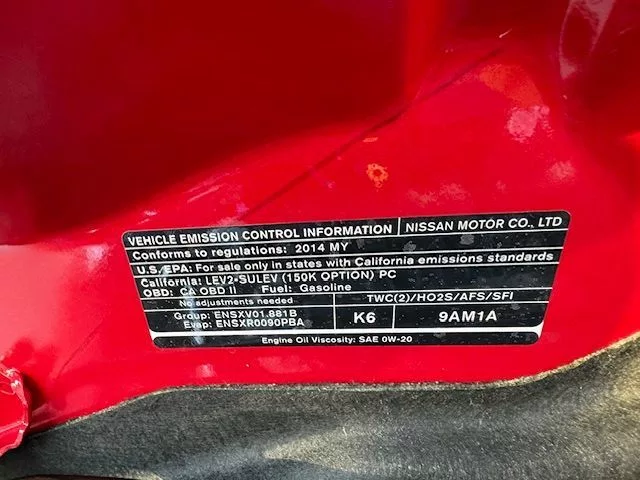 VEHICLE EMISSION CONTROL INFORMATION NISSAN MOTOR CO., LTD
Conforms to regulations: 2014 MY
U.S. EPA: For sale only in states with California emissions standards
California: LEV2-SULEV (150K OPTION) PC
OBD: CA OBD II Fuel: Gasoline
No adjustments needed TWC(2)/HO2S/AFS/SFI
Group: ENSXV01.881B
Evap: ENSXR0090PBA
K6 9AM1A
Engine Oil Viscosity: SAE 0W-20